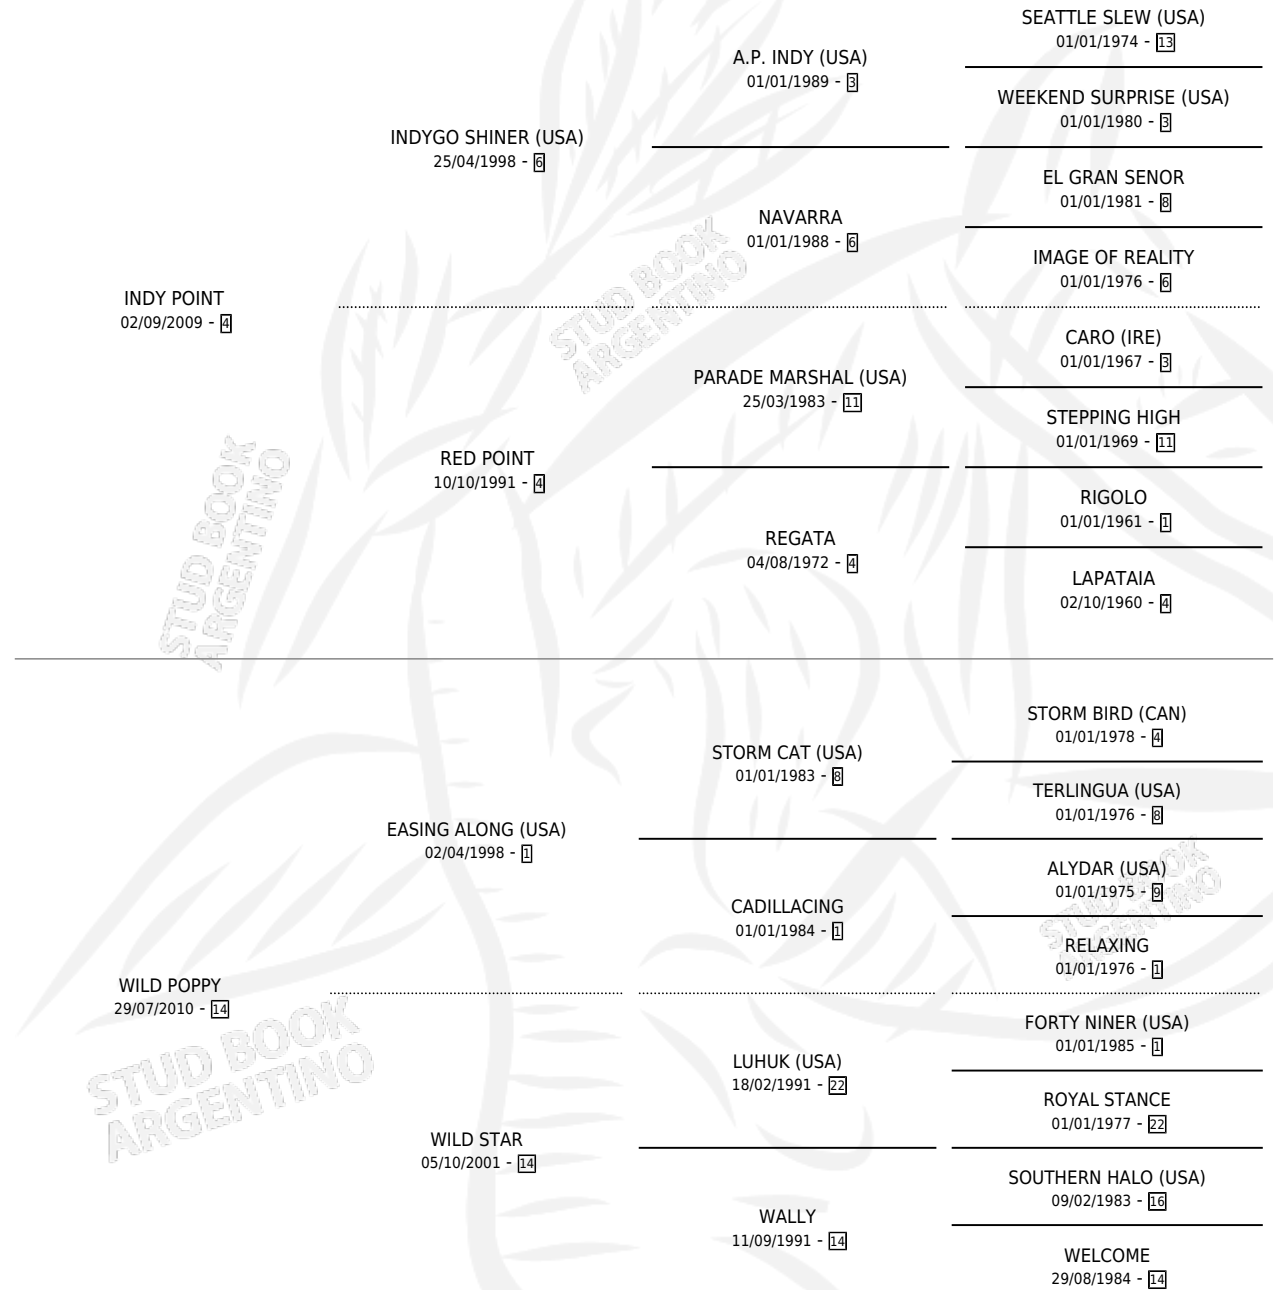 SEATTLE SLEW (USA)
01/01/1974 - 13
A.P. INDY (USA)
01/01/1989 - 3
WEEKEND SURPRISE (USA)
01/01/1980 - 3
INDYGO SHINER (USA)
25/04/1998 - 6
EL GRAN SENOR
01/01/1981 - 8
NAVARRA
01/01/1988 - 6
IMAGE OF REALITY
01/01/1976 - 6
INDY POINT
02/09/2009 - 4
CARO (IRE)
01/01/1967 - 3
PARADE MARSHAL (USA)
25/03/1983 - 11
STEPPING HIGH
01/01/1969 - 11
RED POINT
10/10/1991 - 4
RIGOLO
01/01/1961 - 1
REGATA
04/08/1972 - 4
LAPATAIA
02/10/1960 - 4
STORM BIRD (CAN)
01/01/1978 - 4
STORM CAT (USA)
01/01/1983 - 8
TERLINGUA (USA)
01/01/1976 - 8
EASING ALONG (USA)
02/04/1998 - 1
ALYDAR (USA)
01/01/1975 - 9
CADILLACING
01/01/1984 - 1
RELAXING
01/01/1976 - 1
WILD POPPY
29/07/2010 - 14
FORTY NINER (USA)
01/01/1985 - 1
LUHUK (USA)
18/02/1991 - 22
ROYAL STANCE
01/01/1977 - 22
WILD STAR
05/10/2001 - 14
SOUTHERN HALO (USA)
09/02/1983 - 16
WALLY
11/09/1991 - 14
WELCOME
29/08/1984 - 14
STUD BOOK
ARGENTINO
STUD BOOK
ARGENTINO
STUD BOOK
ARGENTINO
STUD BOOK
ARGENTINO